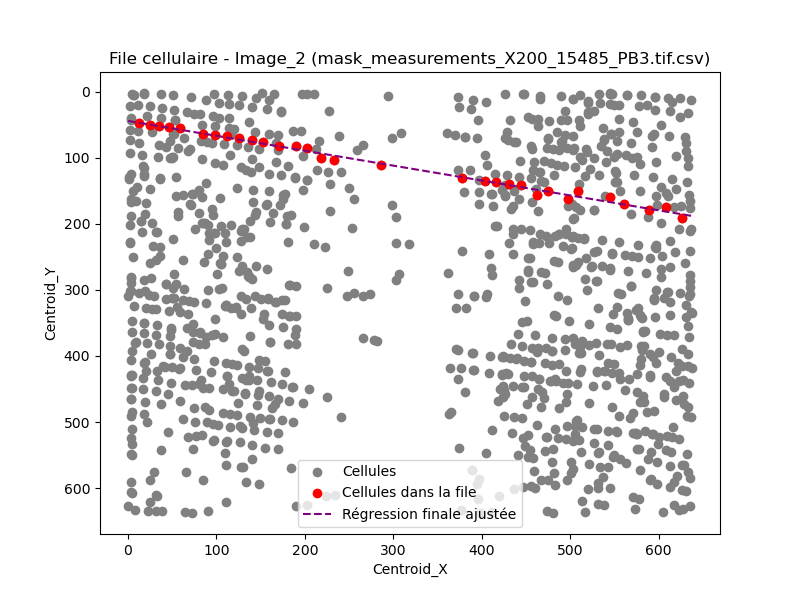 File cellulaire - Image_2 (mask_measurements_X200_15485_PB3.tif.csv)
0
100
200
300
400
500
600
Centroid_Y
Cellules
Cellules dans la file
Régression finale ajustée
0 100 200 300 400 500 600
Centroid_X